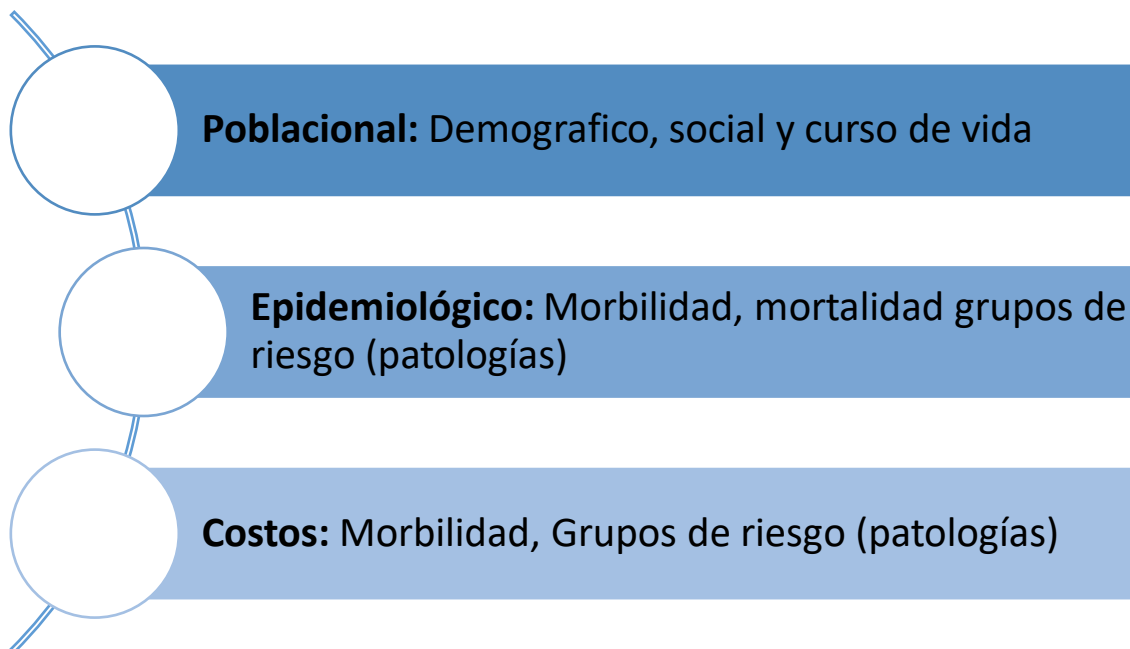 Poblacional: Demografico, social y curso de vida
Epidemiológico: Morbilidad, mortalidad grupos de
riesgo (patologías)
Costos: Morbilidad, Grupos de riesgo (patologías)